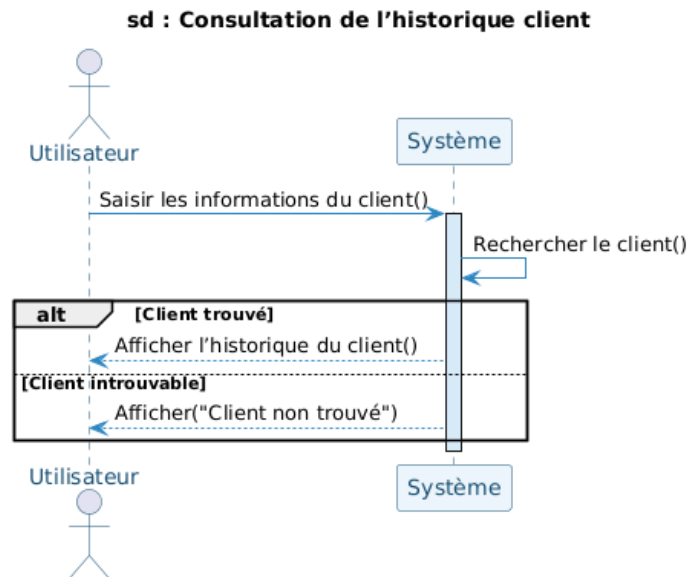 sd : Consultation de l’historique client
Utilisateur
Système
Saisir les informations du client()
Rechercher le client()
alt [Client trouvé]
Afficher l’historique du client()
[Client introuvable]
Afficher("Client non trouvé")
Utilisateur
Système